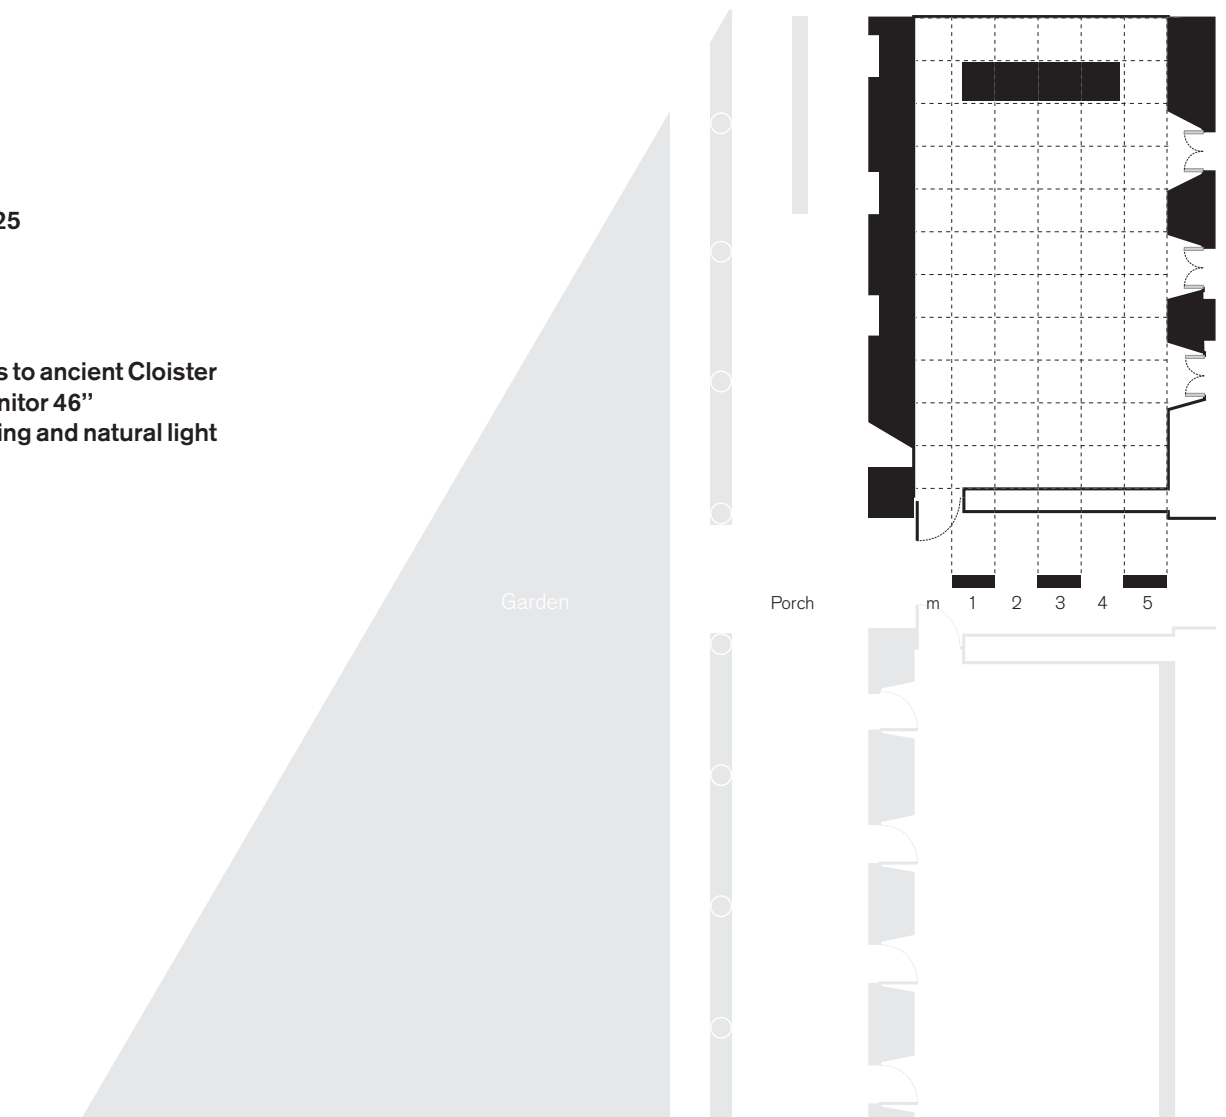 25
s to ancient Cloister
nitor 46”
ing and natural light
Garden
Porch
m 1 2 3 4 5